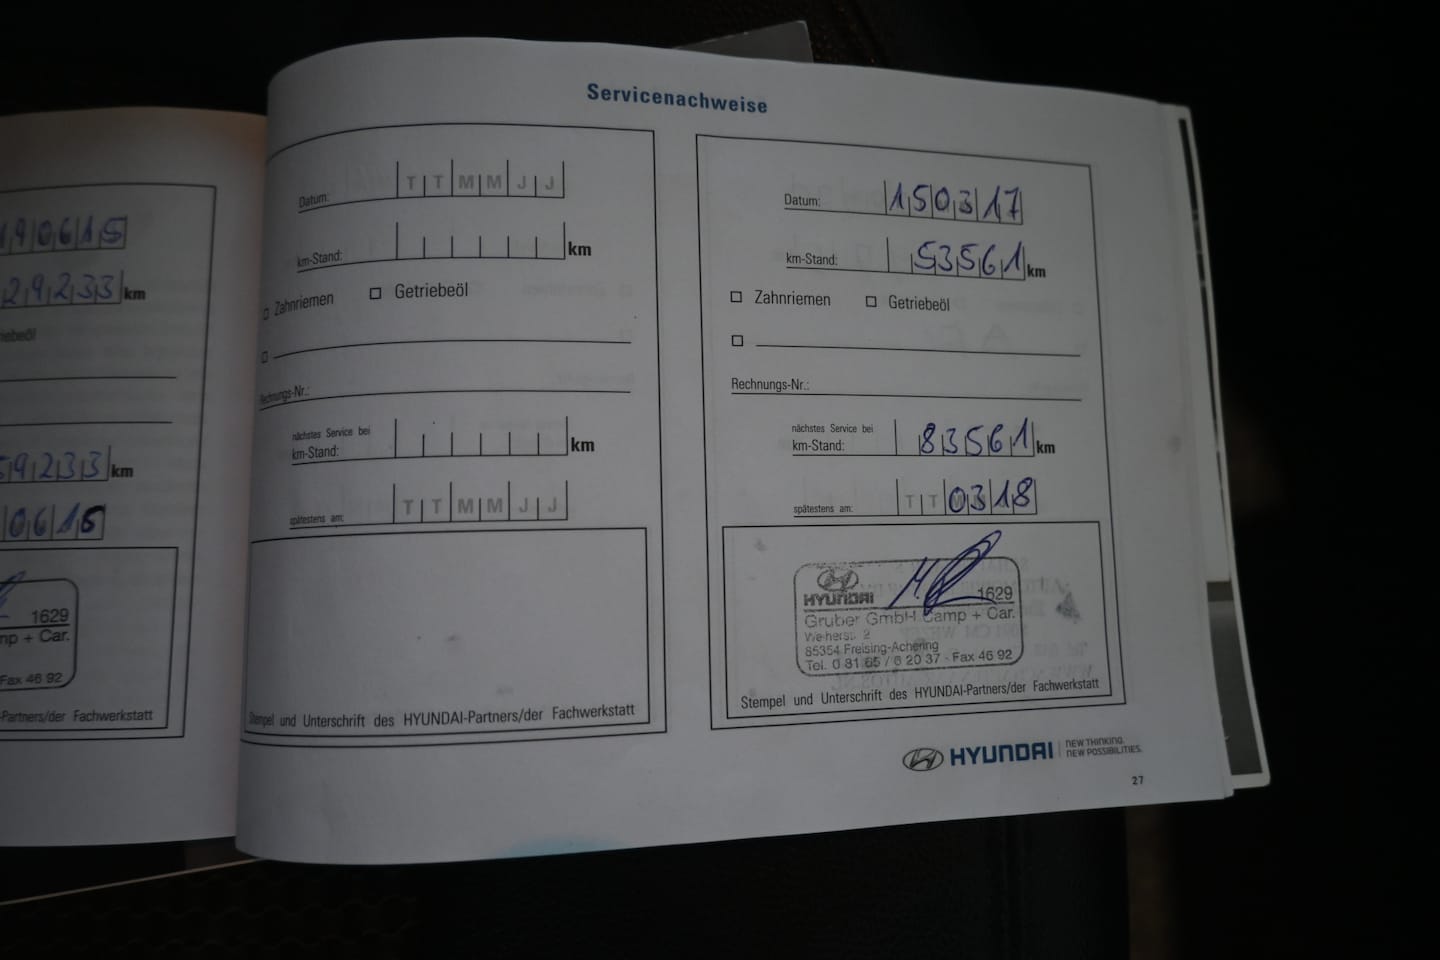 Servicenachweise
190615
29233 km
riebeöl
59233 km
0616
1629
mp + Car.
Fax 46 92
Partners/der Fachwerkstatt
Datum: T T M M J J
km-Stand: km
Zahnriemen Getriebeöl
Rechnungs-Nr.:
nächstes Service bei
km-Stand: km
spätestens am: T T M M J J
Stempel und Unterschrift des HYUNDAI-Partners/der Fachwerkstatt
Datum: 150317
km-Stand: 53561 km
Zahnriemen Getriebeöl
Rechnungs-Nr.:
nächstes Service bei
km-Stand: 83561 km
spätestens am: T T 0318
HYUNDAI 1629
Gruber GmbH Camp + Car.
Weiherst. 2
85354 Freising-Achering
Tel. 0 81 65 / 6 20 37 - Fax 46 92
Stempel und Unterschrift des HYUNDAI-Partners/der Fachwerkstatt
HYUNDAI NEW THINKING.
NEW POSSIBILITIES.
27